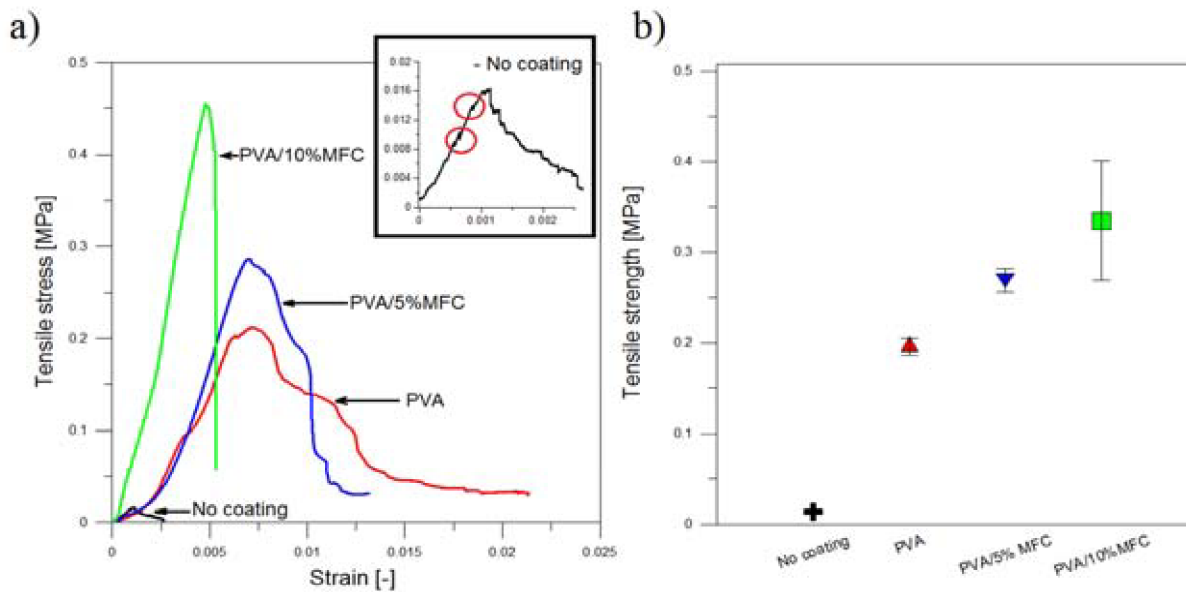 a)
0.5
0.4
0.3
0.2
0.1
0
Tensile stress [MPa]
0
0.005
0.01
0.015
0.02
0.025
Strain [-]
PVA/10%MFC
PVA/5%MFC
PVA
No coating
0.02
0.016
0.012
0.008
0.004
0
0
0.001
0.002
- No coating
b)
0.5
0.4
0.3
0.2
0.1
0
Tensile strength [MPa]
No coating
PVA
PVA/5% MFC
PVA/10%MFC